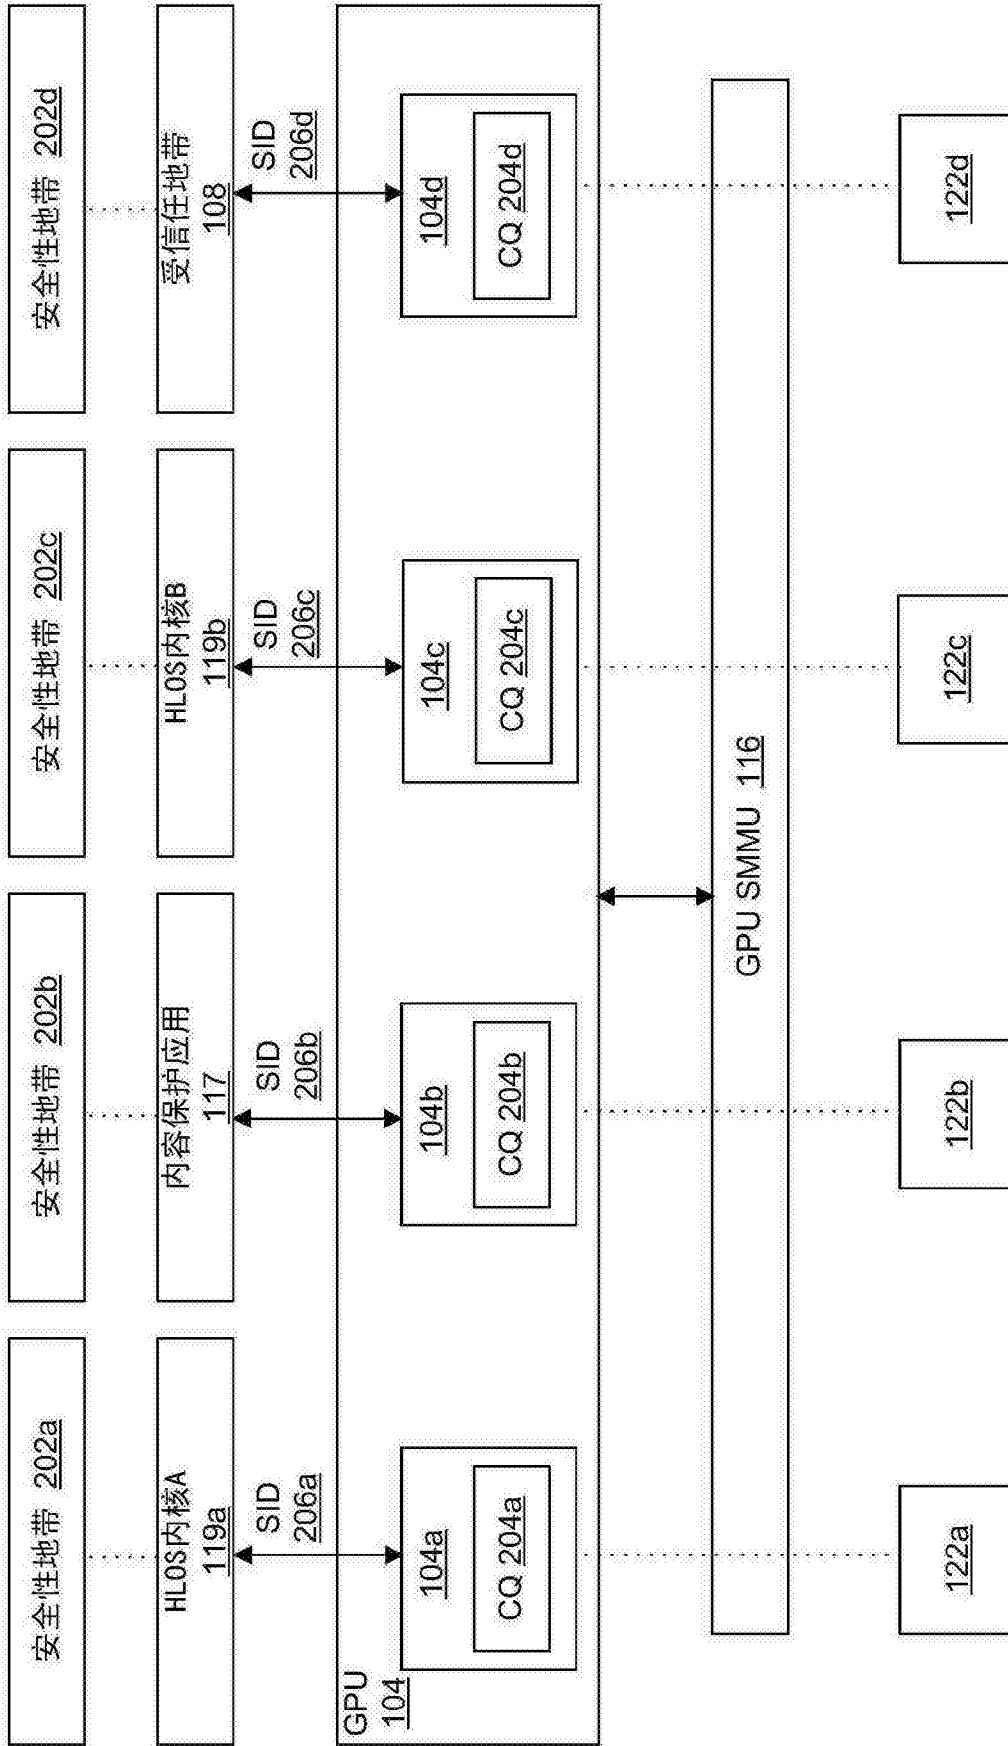 安全性地带 202a
安全性地带 202b
安全性地带 202c
安全性地带 202d
HLOS内核A
119a
内容保护应用
117
HLOS内核B
119b
受信任地带
108
SID
206a
SID
206b
SID
206c
SID
206d
GPU
104
104a
CQ 204a
104b
CQ 204b
104c
CQ 204c
104d
CQ 204d
GPU SMMU 116
122a
122b
122c
122d